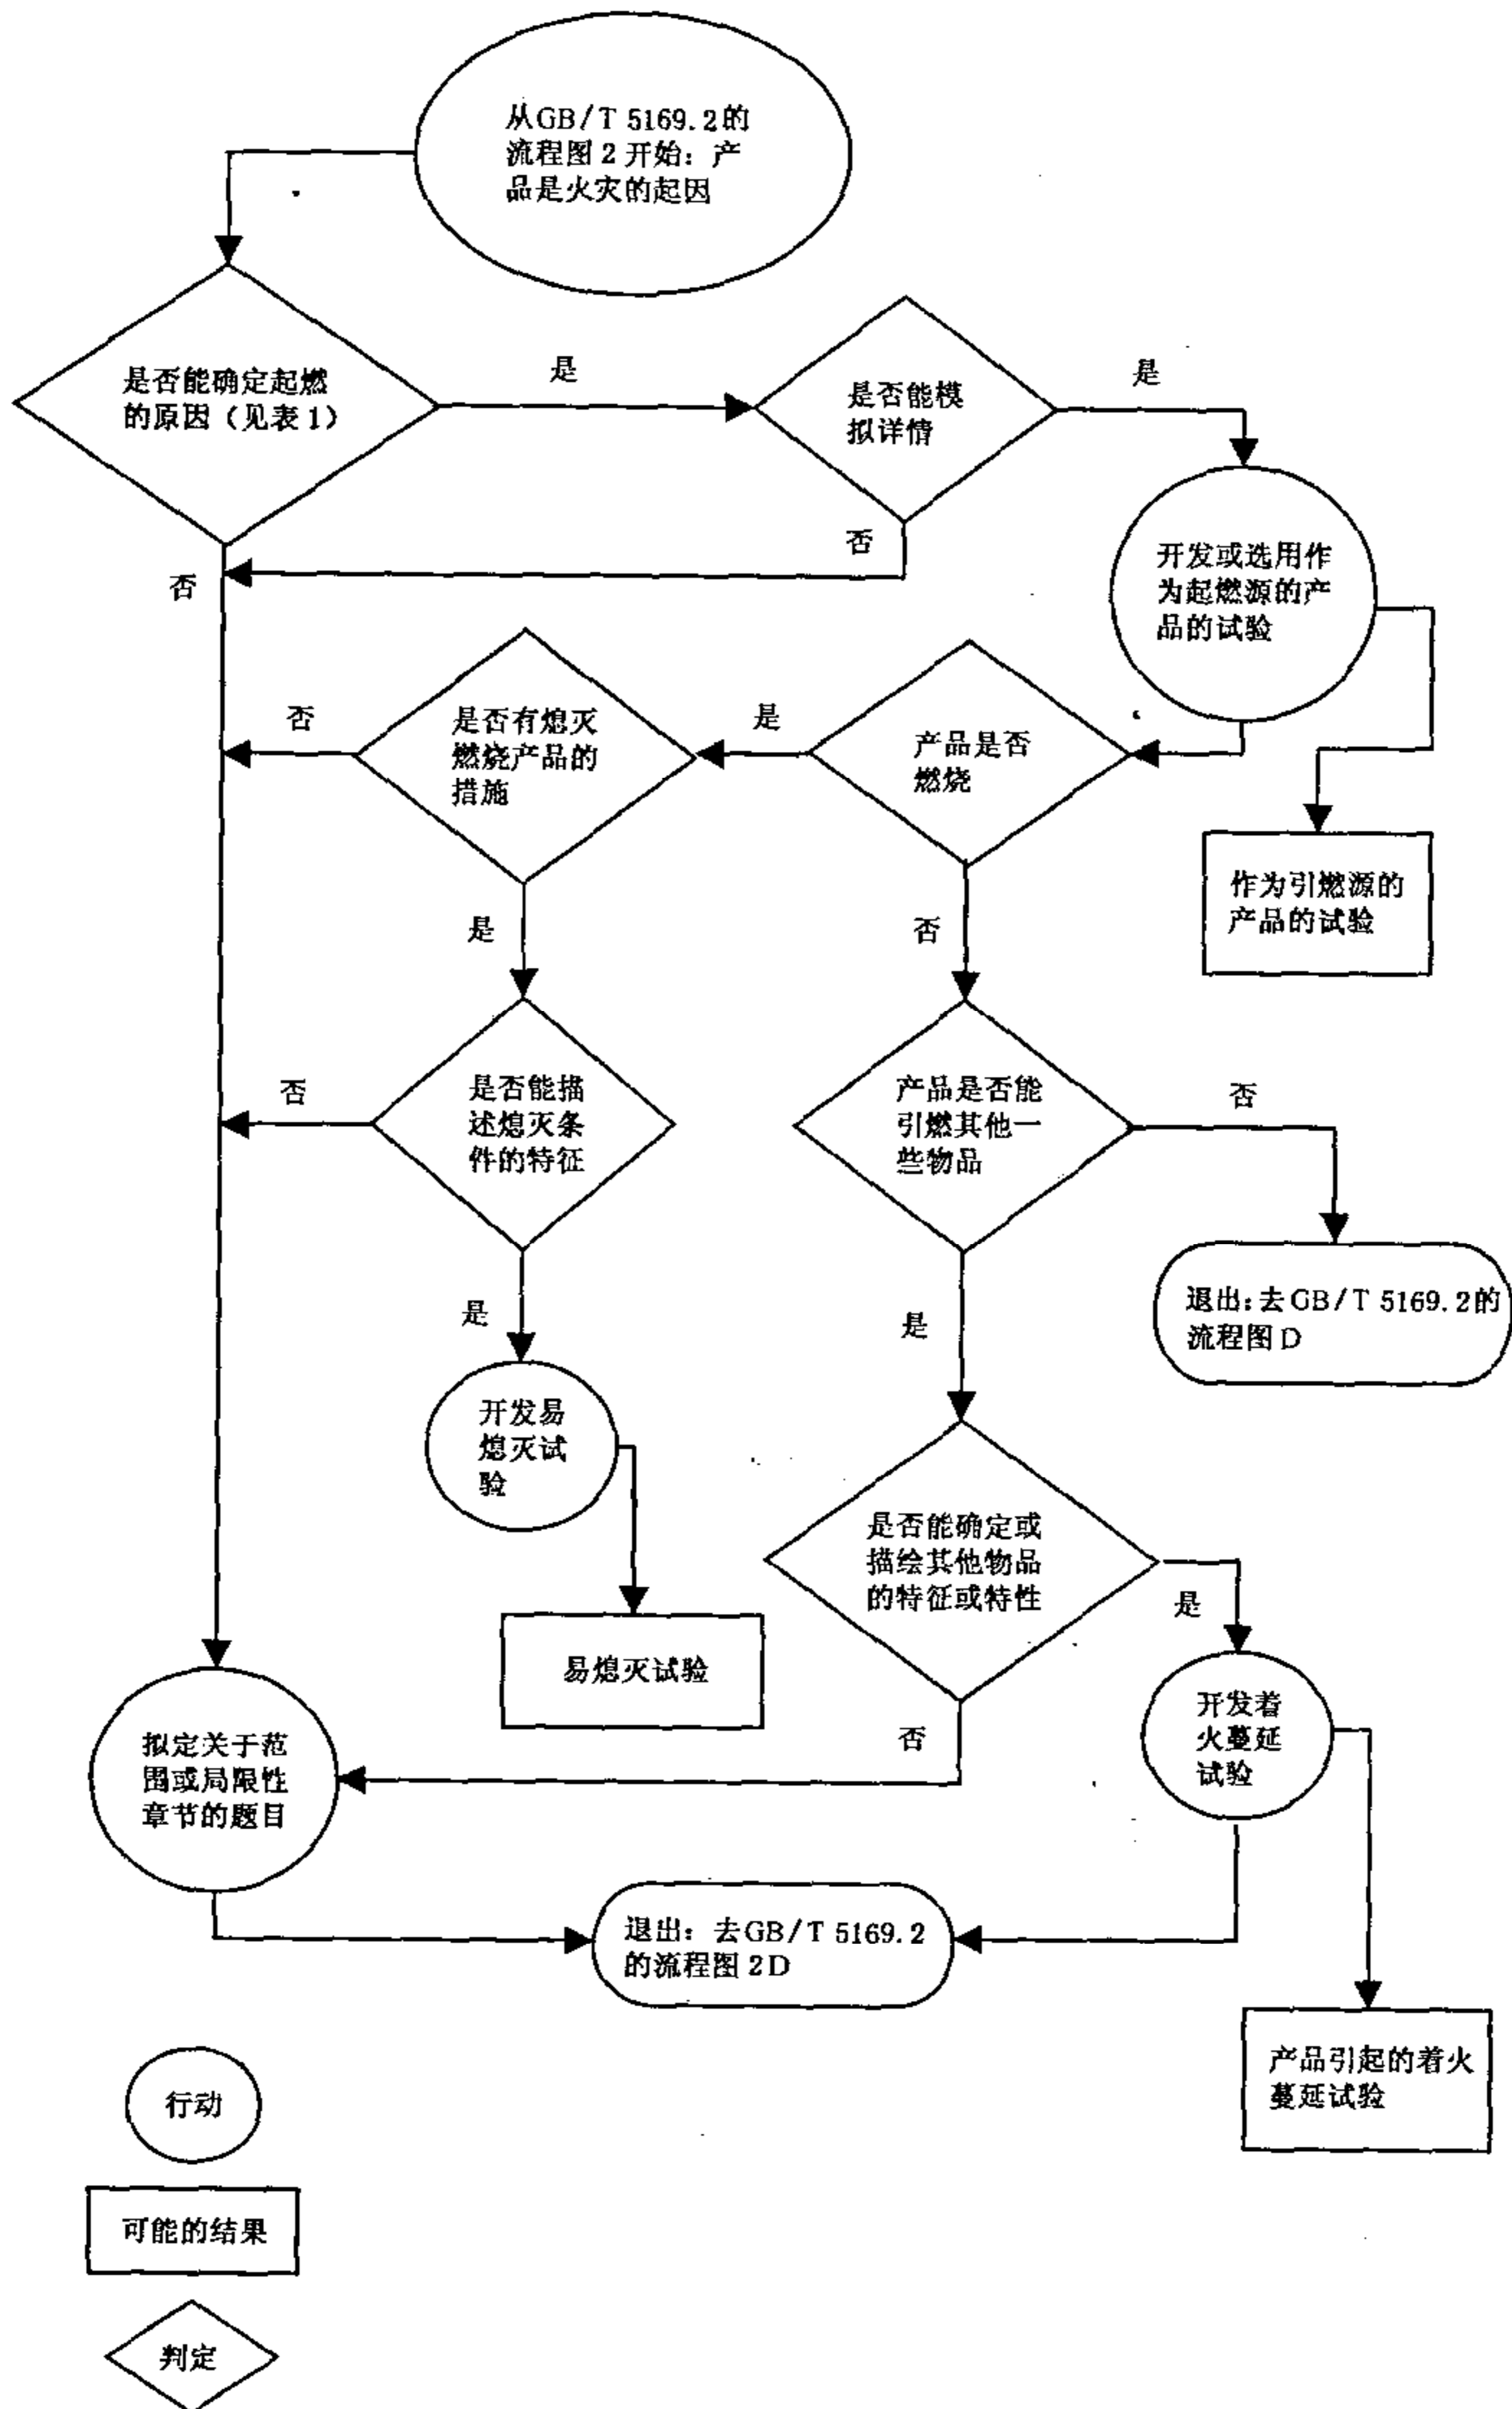 从GB/T 5169.2的
流程图2开始：产
品是火灾的起因
是否能确定起燃
的原因（见表1）
是
是否能模
拟详情
是
否
否
开发或选用作
为起燃源的产
品的试验
是否有熄灭
燃烧产品的
措施
否
是
产品是否
燃烧
作为引燃源的
产品的试验
是
否
是否能描
述熄灭条
件的特征
否
产品是否能
引燃其他一
些物品
否
退出：去GB/T 5169.2的
流程图D
是
是
开发易
熄灭试
验
是否能确定或
描绘其他物品
的特征或特性
是
易熄灭试验
开发着
火蔓延
试验
否
拟定关于范
围或局限性
章节的题目
退出：去GB/T 5169.2
的流程图2D
产品引起的着火
蔓延试验
行动
可能的结果
判定